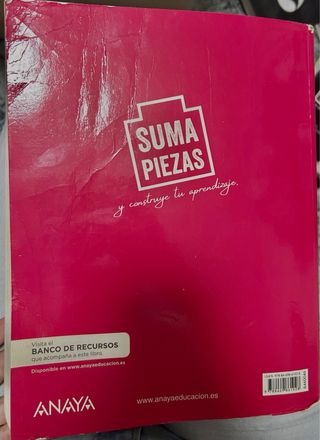 SUMA
PIEZAS
y construye tu aprendizaje.
Visita el
BANCO DE RECURSOS
que acompaña a este libro.
Disponible en www.anayaeducacion.es
ANAYA
www.anayaeducacion.es